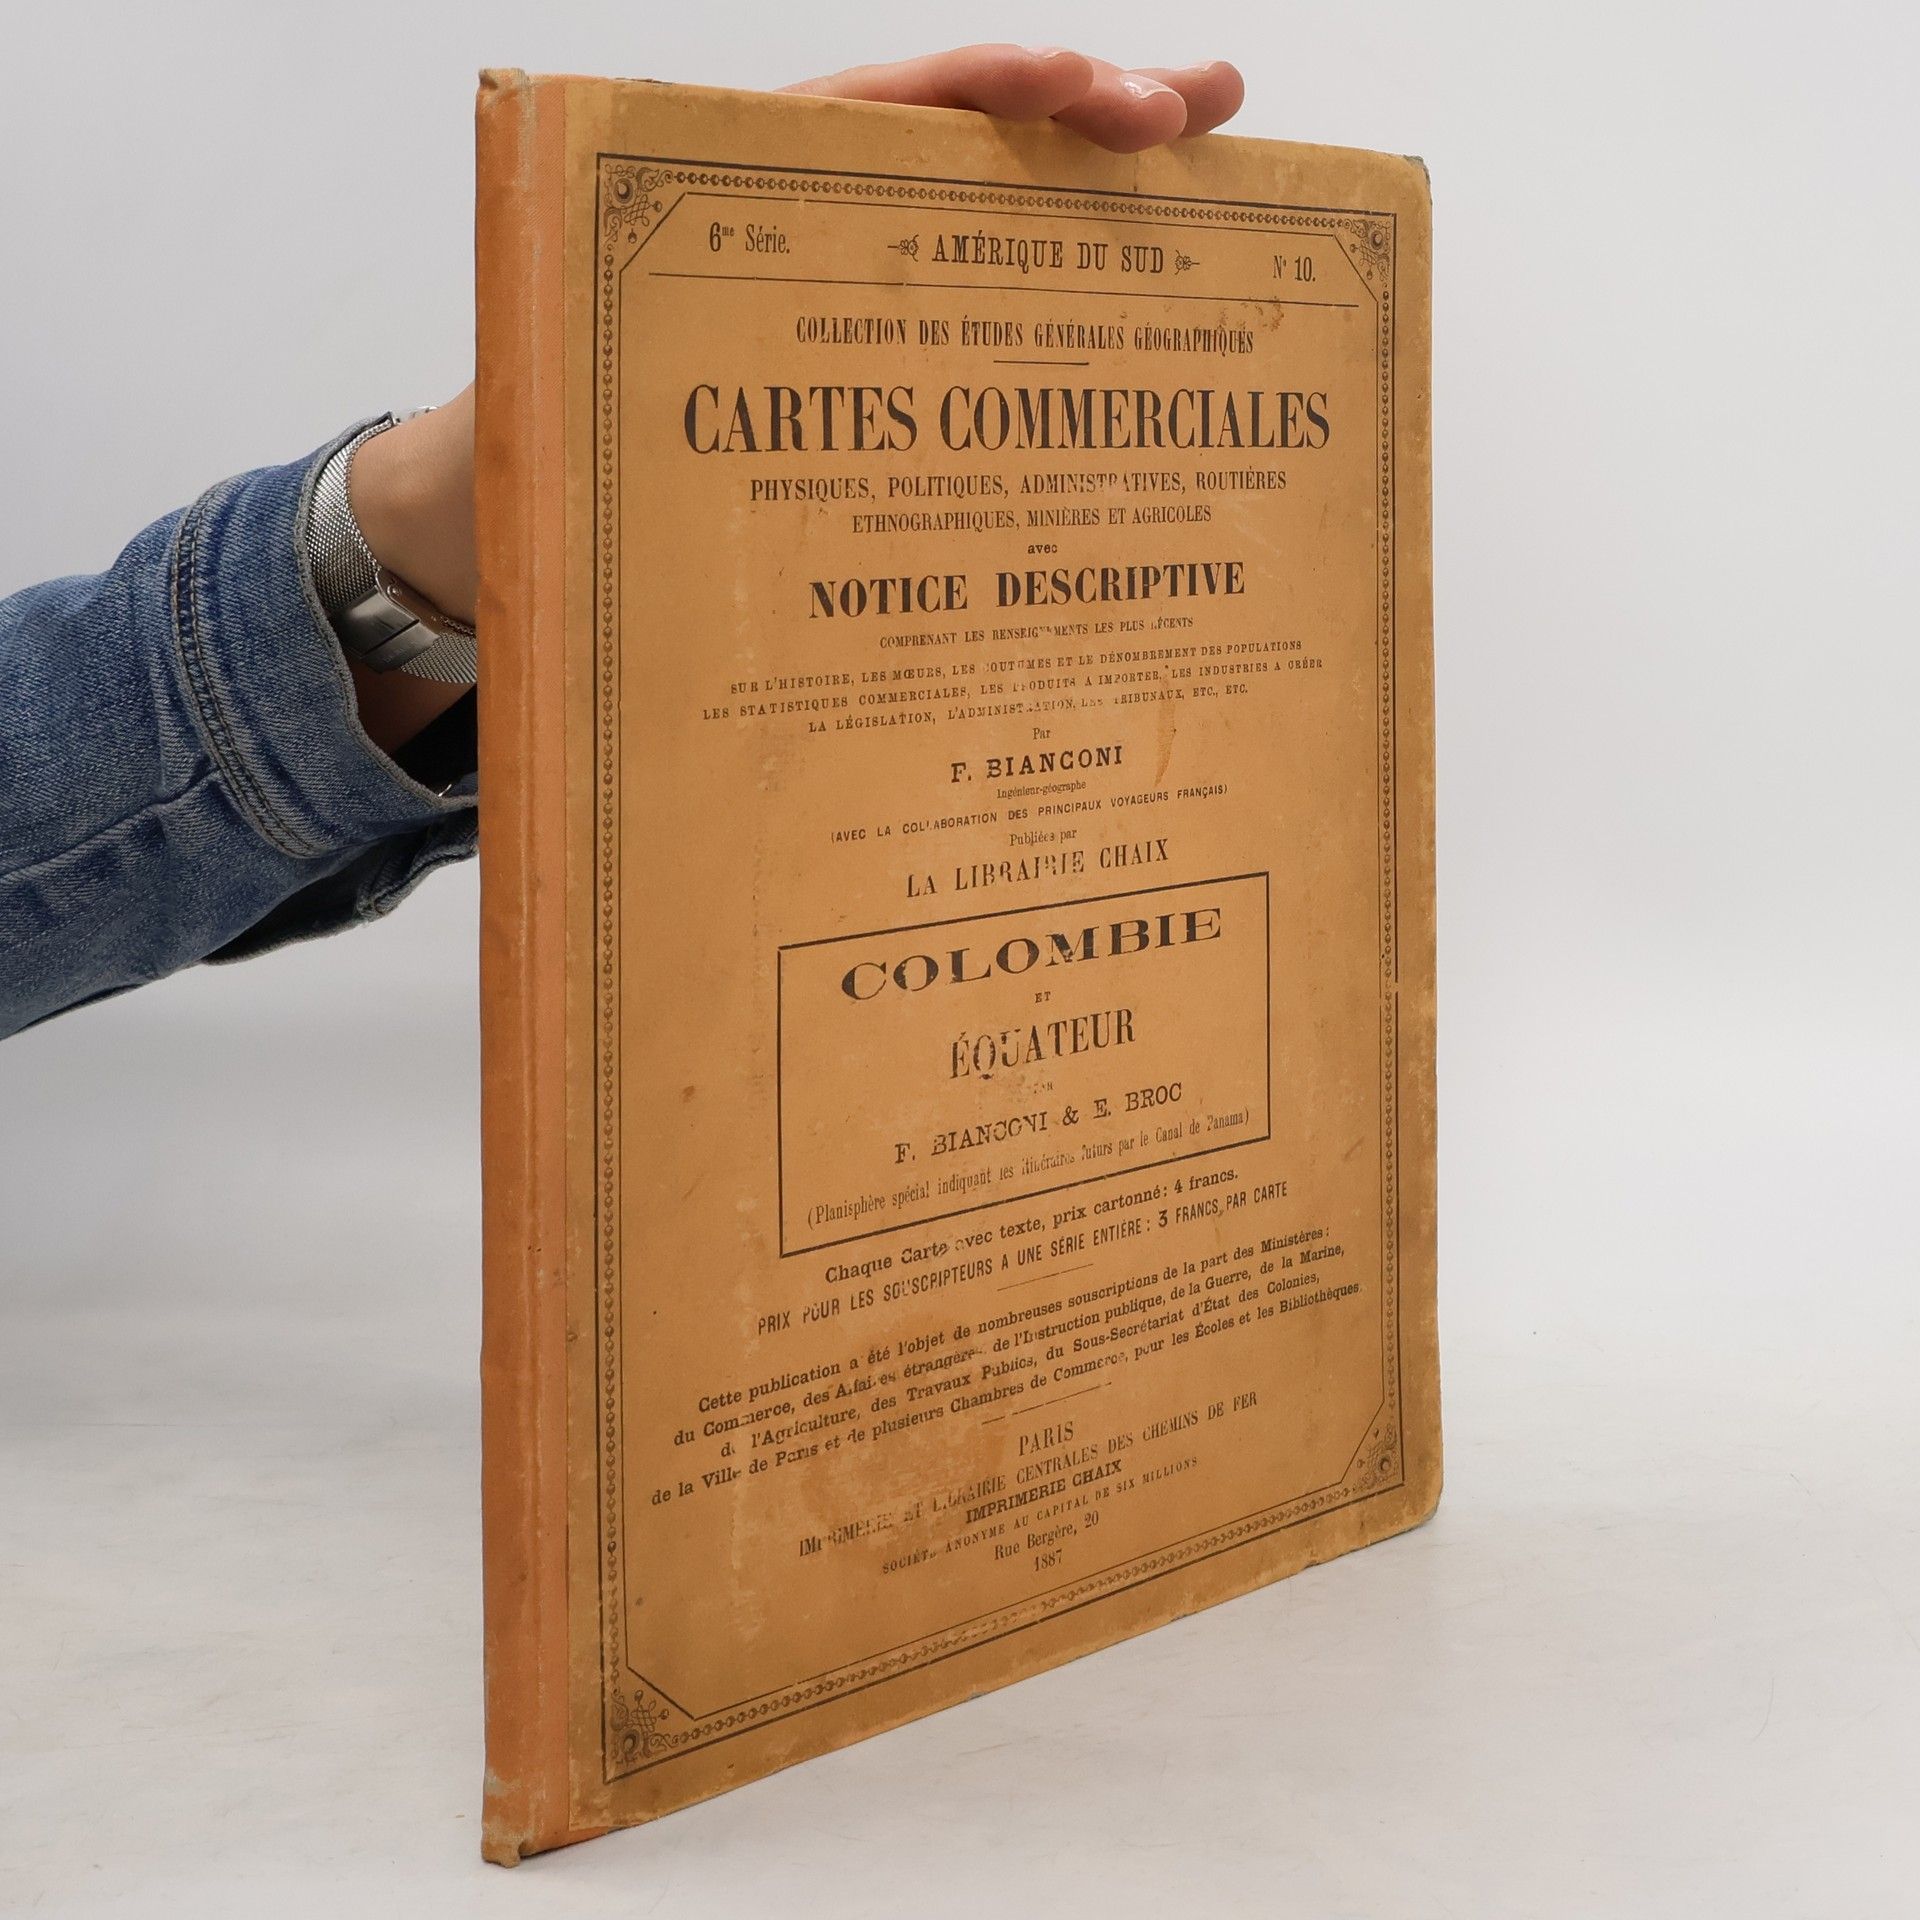 6me Série.
AMÉRIQUE DU SUD
No 10.
COLLECTION DES ÉTUDES GÉNÉRALES GÉOGRAPHIQUES
CARTES COMMERCIALES
PHYSIQUES, POLITIQUES, ADMINISTRATIVES, ROUTIÈRES
ETHNOGRAPHIQUES, MINIÈRES ET AGRICOLES
avec
NOTICE DESCRIPTIVE
COMPRENANT LES RENSEIGNEMENTS LES PLUS RÉCENTS
SUR L'HISTOIRE, LES MŒURS, LES COUTUMES ET LE DÉNOMBREMENT DES POPULATIONS
LES STATISTIQUES COMMERCIALES, LES PRODUITS A IMPORTER, LES INDUSTRIES A CRÉER
LA LÉGISLATION, L'ADMINISTRATION, LES TRIBUNAUX, ETC., ETC.
Par
F. BIANCONI
Ingénieur-géographe
(AVEC LA COLLABORATION DES PRINCIPAUX VOYAGEURS FRANÇAIS)
Publiées par
LA LIBRAIRIE CHAIX
COLOMBIE
ET
ÉQUATEUR
PAR
F. BIANCONI & E. BROC
(Planisphère spécial indiquant les itinéraires futurs par le Canal de Panama)
Chaque Carte avec texte, prix cartonné : 4 francs.
PRIX POUR LES SOUSCRIPTEURS A UNE SÉRIE ENTIÈRE : 3 FRANCS PAR CARTE
Cette publication a été l'objet de nombreuses souscriptions de la part des Ministères :
du Commerce, des Affaires étrangères, de l'Instruction publique, de la Guerre, de la Marine,
de l'Agriculture, des Travaux Publics, du Sous-Secrétariat d'État des Colonies,
de la Ville de Paris et de plusieurs Chambres de Commerce, pour les Écoles et les Bibliothèques.
PARIS
IMPRIMERIE ET LIBRAIRIE CENTRALES DES CHEMINS DE FER
IMPRIMERIE CHAIX
SOCIÉTÉ ANONYME AU CAPITAL DE SIX MILLIONS
Rue Bergère, 20
1887